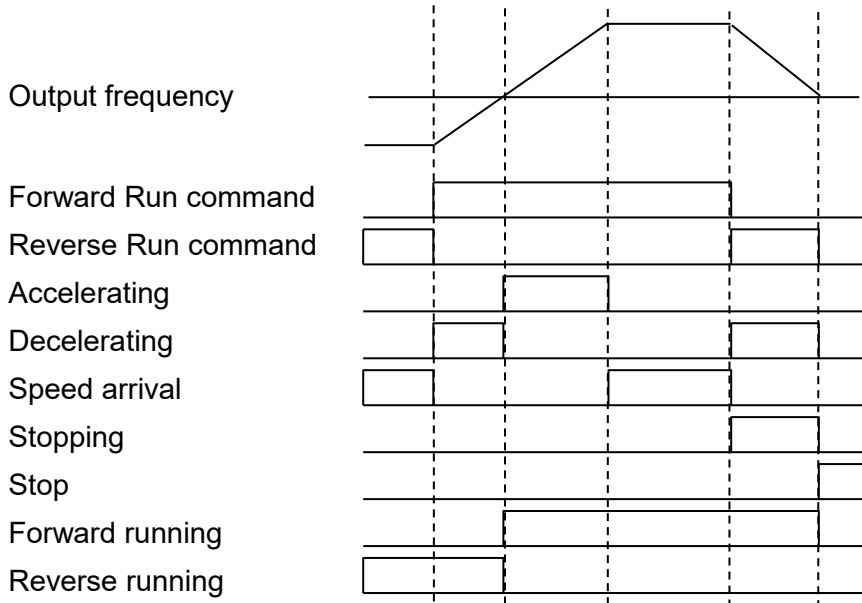 Output frequency
Forward Run command
Reverse Run command
Accelerating
Decelerating
Speed arrival
Stopping
Stop
Forward running
Reverse running